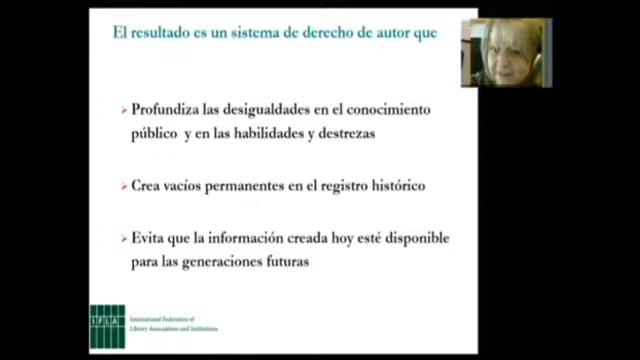 El resultado es un sistema de derecho de autor que
Profundiza las desigualdades en el conocimiento
público y en las habilidades y destrezas
Crea vacíos permanentes en el registro histórico
Evita que la información creada hoy esté disponible
para las generaciones futuras
IFLA
International Federation of
Library Associations and Institutions